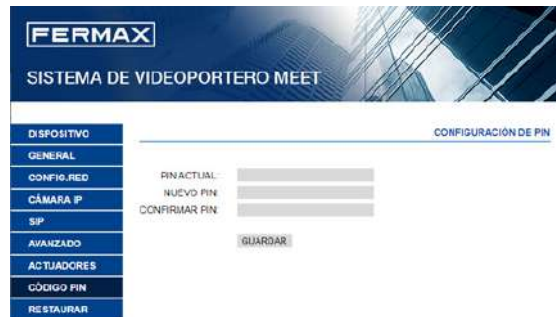 FERMAX
SISTEMA DE VIDEOPORTERO MEET
DISPOSITIVO
GENERAL
CONFIG.RED
CÁMARA IP
SIP
AVANZADO
ACTUADORES
CÓDIGO PIN
RESTAURAR
CONFIGURACIÓN DE PIN
PIN ACTUAL:
NUEVO PIN:
CONFIRMAR PIN:
GUARDAR